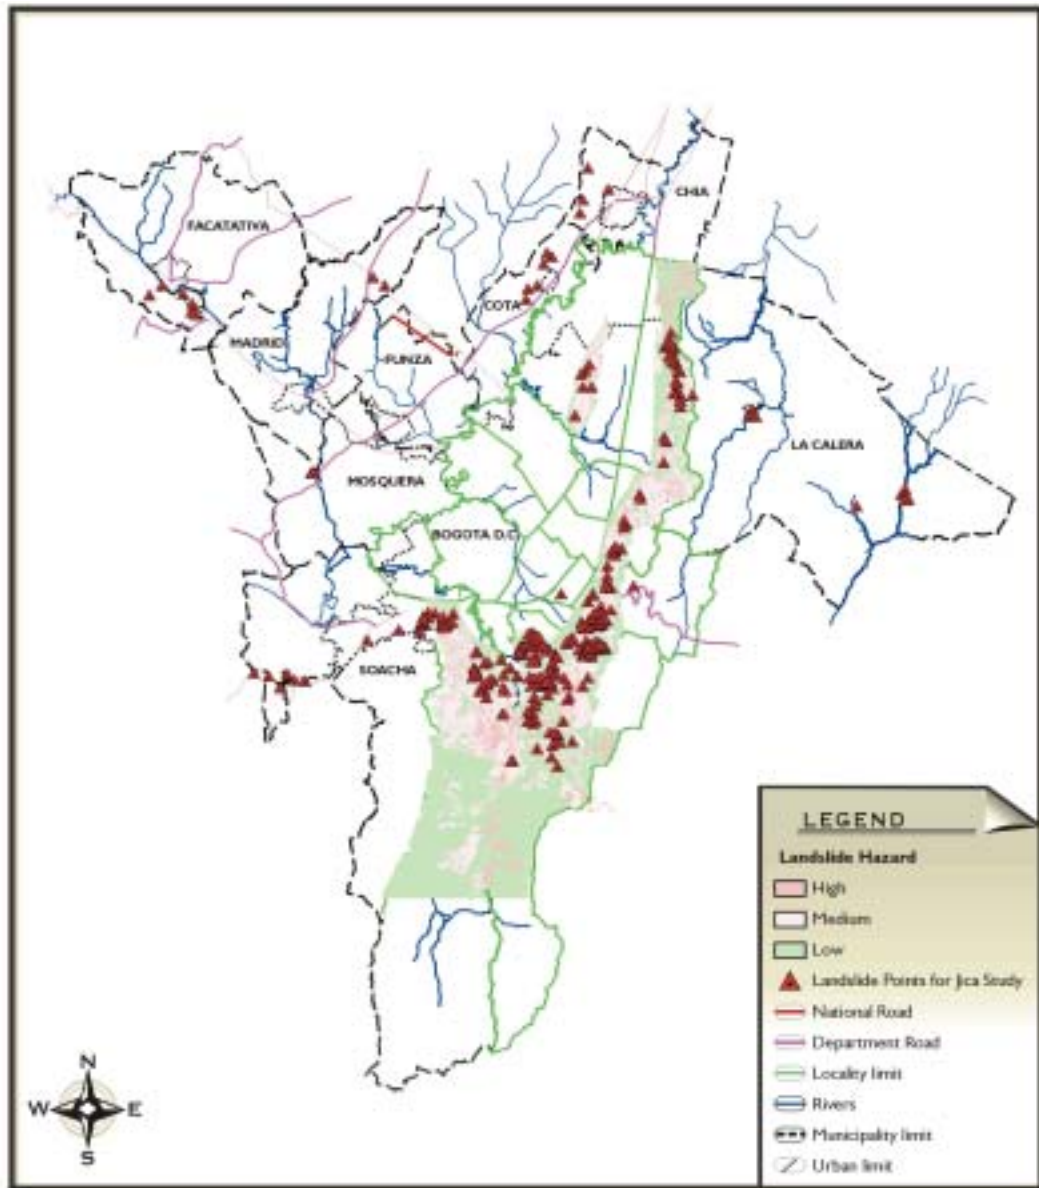 CHIA
FACATATIVA
COTA
MADRID
FUNZA
LA CALERA
MOSQUERA
BOGOTA D.C
SOACHA
LEGEND
Landslide Hazard
High
Medium
Low
Landslide Points for Jica Study
National Road
Department Road
Locality limit
Rivers
Municipality limit
Urban limit
N
W E
S